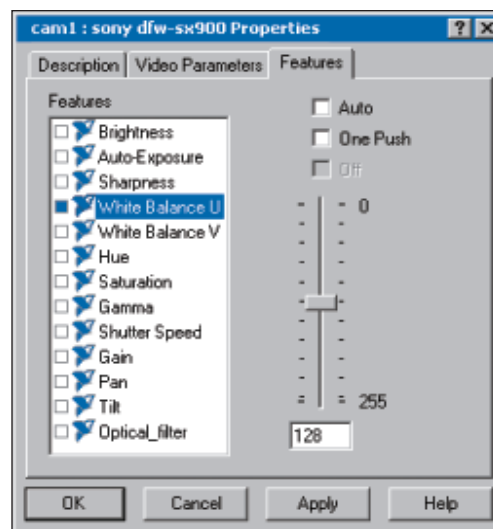 cam1 : sony dfw-sx900 Properties
Description
Video Parameters
Features
Features
Brightness
Auto-Exposure
Sharpness
White Balance U
White Balance V
Hue
Saturation
Gamma
Shutter Speed
Gain
Pan
Tilt
Optical_filter
Auto
One Push
Off
0
255
128
OK
Cancel
Apply
Help